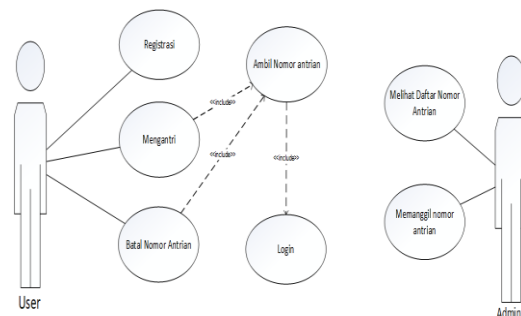 Registrasi
Ambil Nomor antrian
<<include>>
Melihat Daftar Nomor
Antrian
Mengantri
<<include>>
<<include>>
Memanggil nomor
antrian
Batal Nomor Antrian
Login
User
Admin